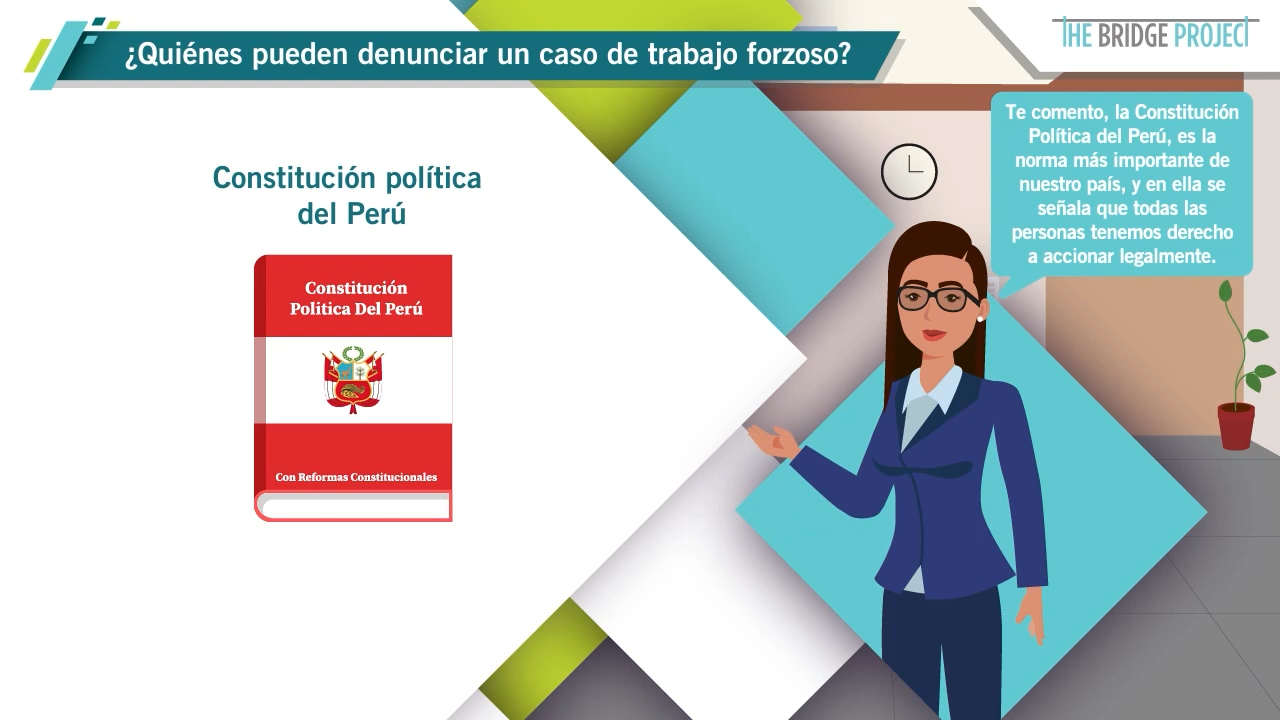 ¿Quiénes pueden denunciar un caso de trabajo forzoso?
THE BRIDGE PROJECT
Te comento, la Constitución
Política del Perú, es la
norma más importante de
nuestro país, y en ella se
señala que todas las
personas tenemos derecho
a accionar legalmente.
Constitución política
del Perú
Constitución
Política Del Perú
Con Reformas Constitucionales